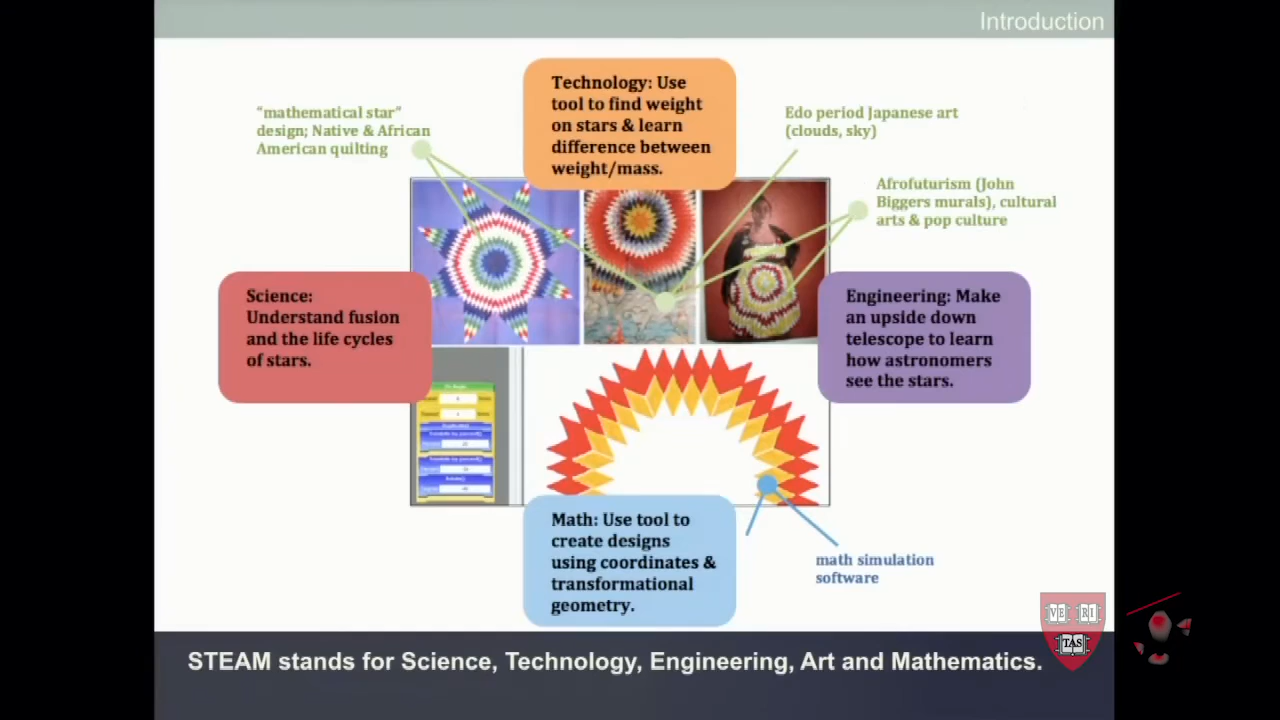 Introduction
“mathematical star”
design; Native & African
American quilting
Technology: Use
tool to find weight
on stars & learn
difference between
weight/mass.
Edo period Japanese art
(clouds, sky)
Afrofuturism (John
Biggers murals), cultural
arts & pop culture
Science:
Understand fusion
and the life cycles
of stars.
Engineering: Make
an upside down
telescope to learn
how astronomers
see the stars.
Math: Use tool to
create designs
using coordinates &
transformational
geometry.
math simulation
software
VE RI
TAS
STEAM stands for Science, Technology, Engineering, Art and Mathematics.